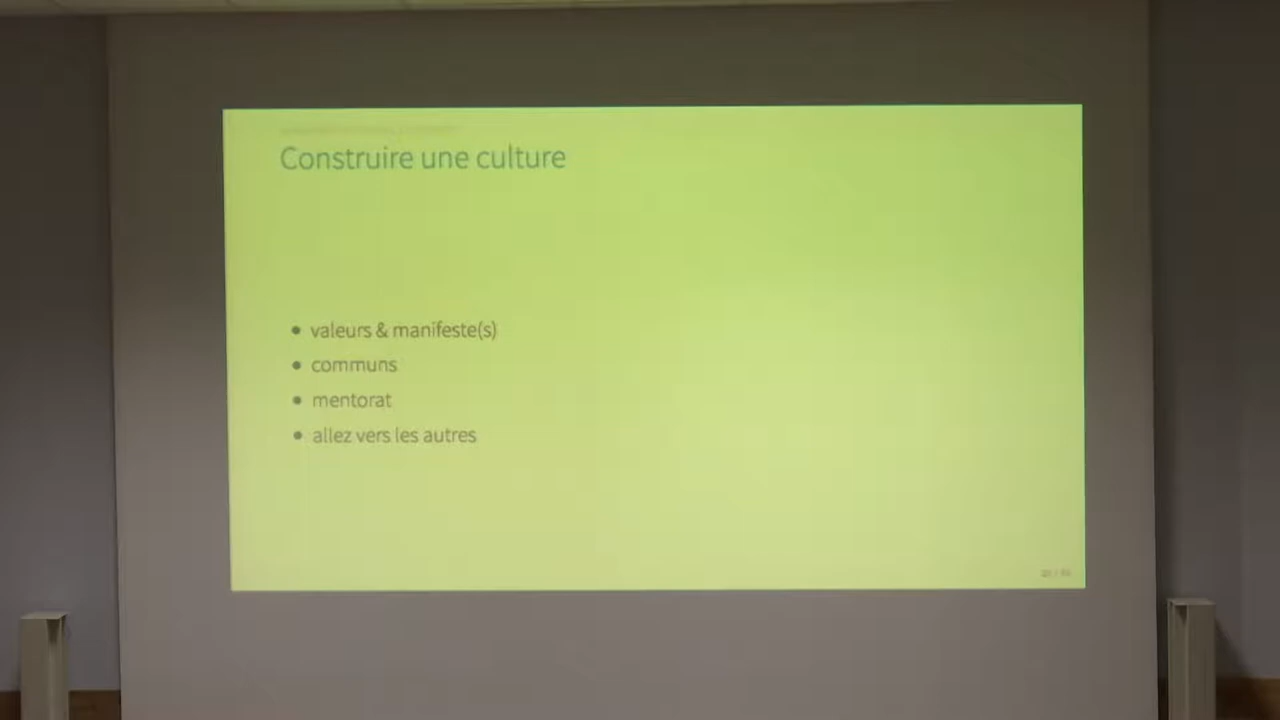 Construire une culture
valeurs & manifeste(s)
communs
mentorat
allez vers les autres